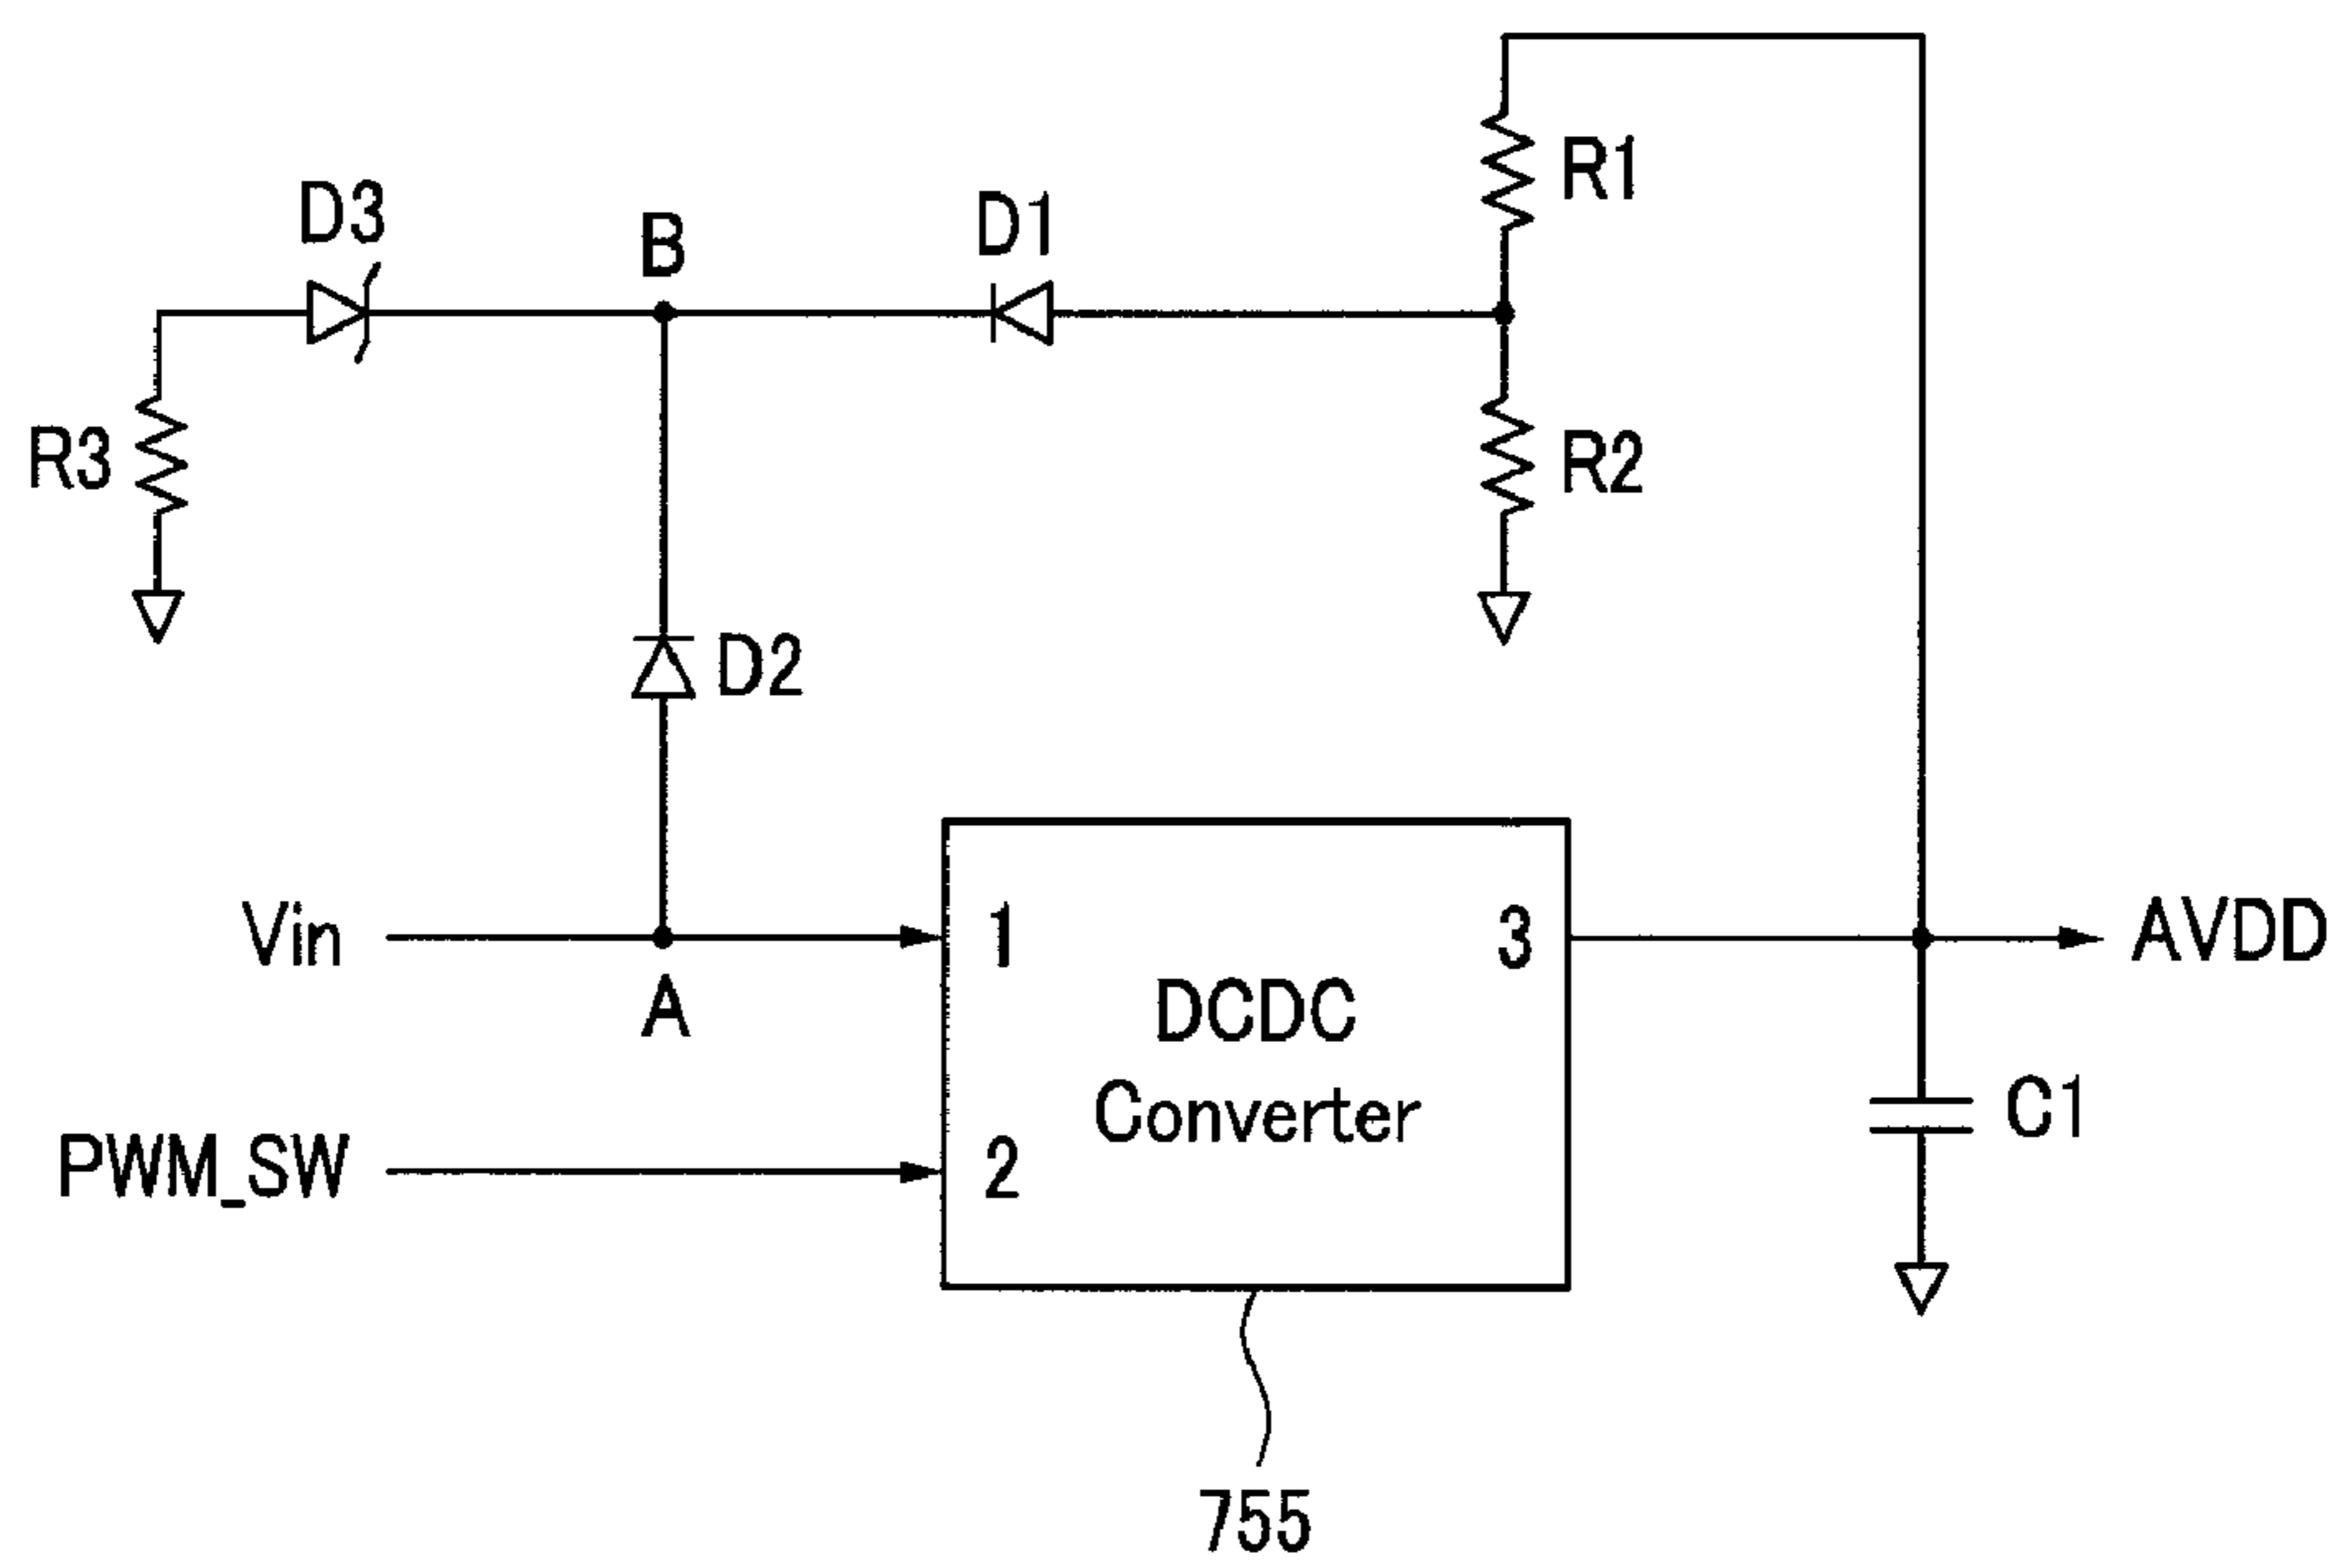 R1
D3
B
D1
R3
R2
D2
Vin
1
3
AVDD
A
DCDC
Converter
C1
PWM_SW
2
755